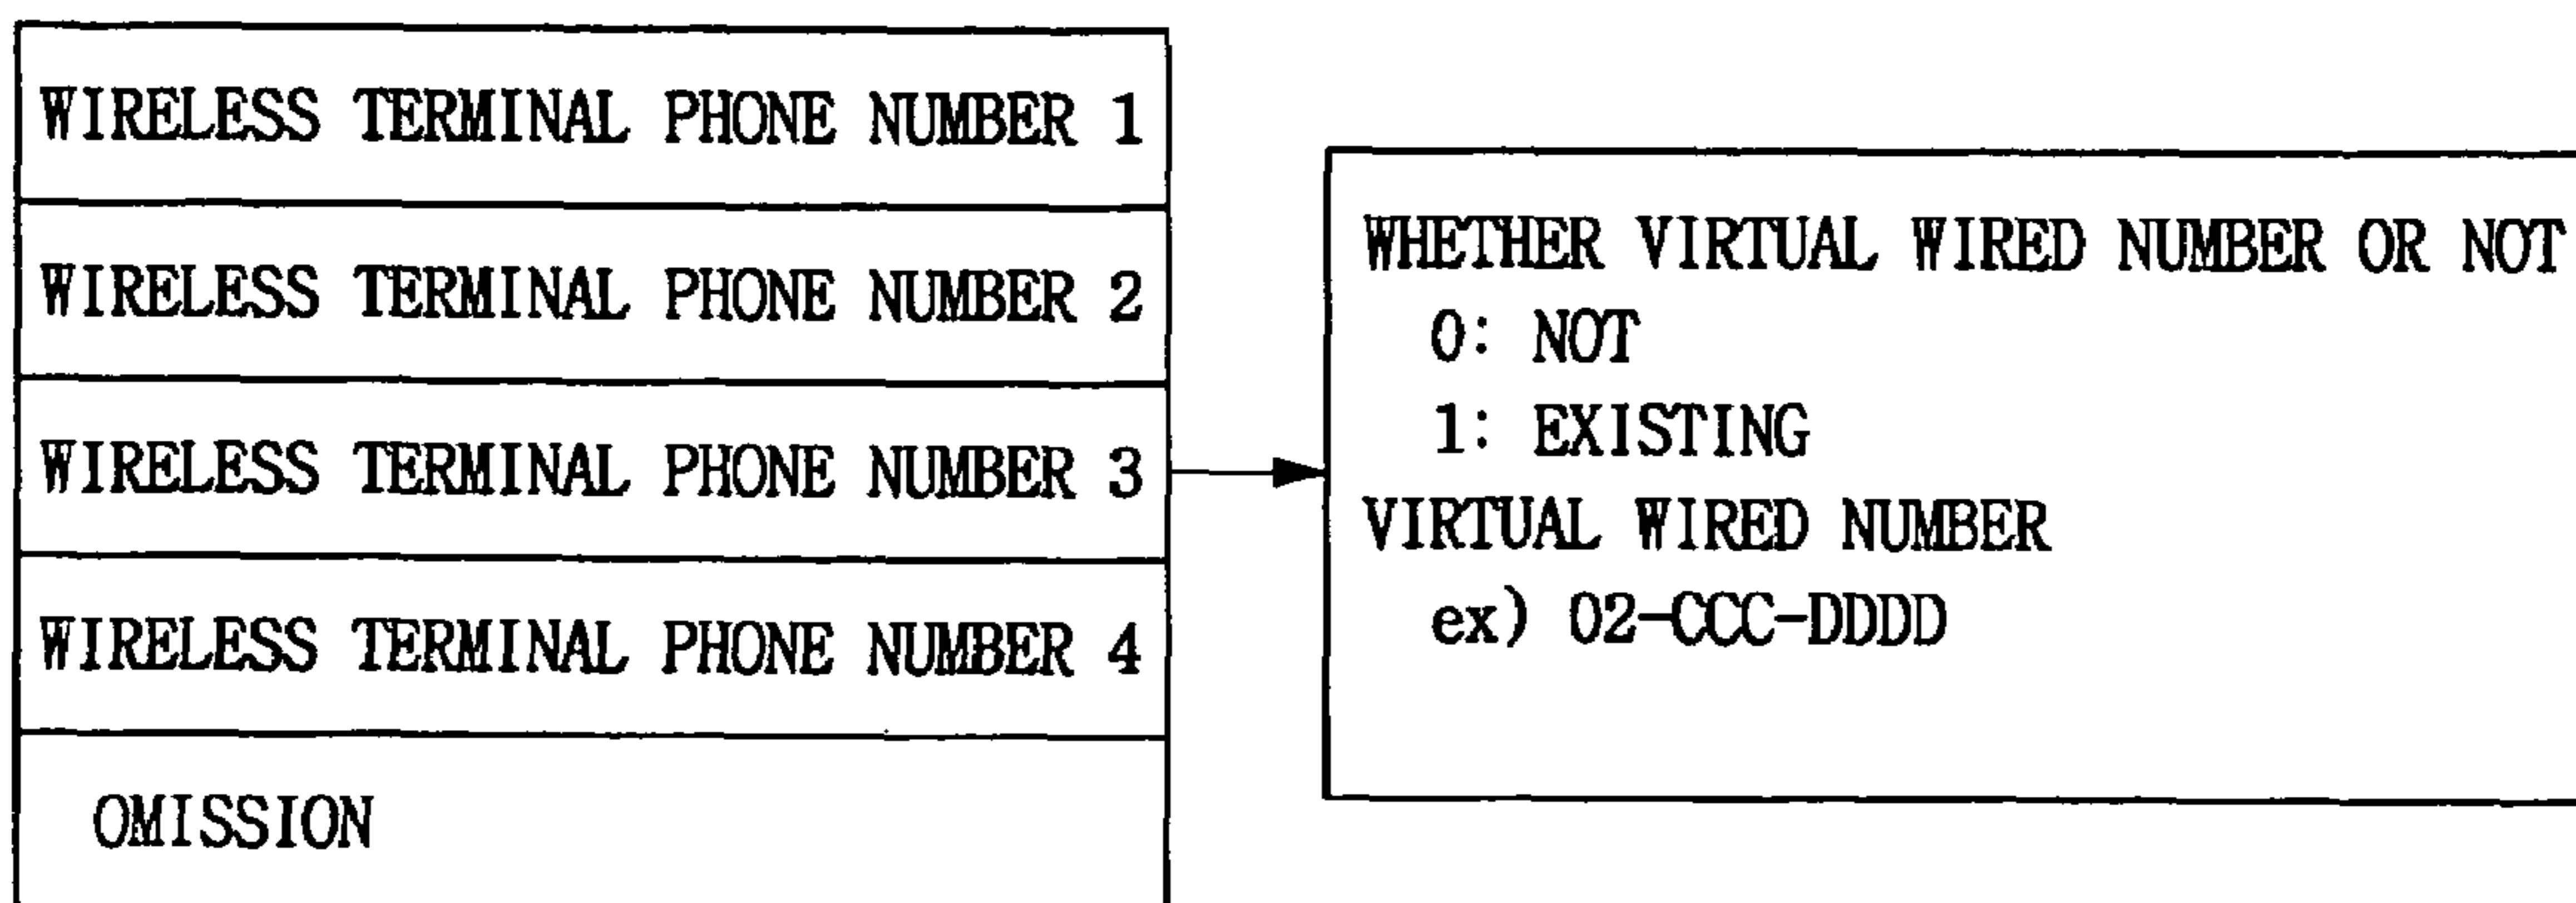 WIRELESS TERMINAL PHONE NUMBER 1
WIRELESS TERMINAL PHONE NUMBER 2
WIRELESS TERMINAL PHONE NUMBER 3
WIRELESS TERMINAL PHONE NUMBER 4
OMISSION
WHETHER VIRTUAL WIRED NUMBER OR NOT
0: NOT
1: EXISTING
VIRTUAL WIRED NUMBER
ex) 02-CCC-DDDD